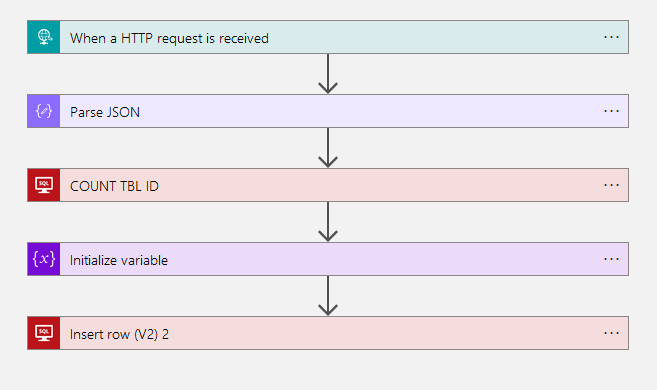 When a HTTP request is received
...
{ } Parse JSON
...
SQL COUNT TBL ID
...
{x} Initialize variable
...
SQL Insert row (V2) 2
...